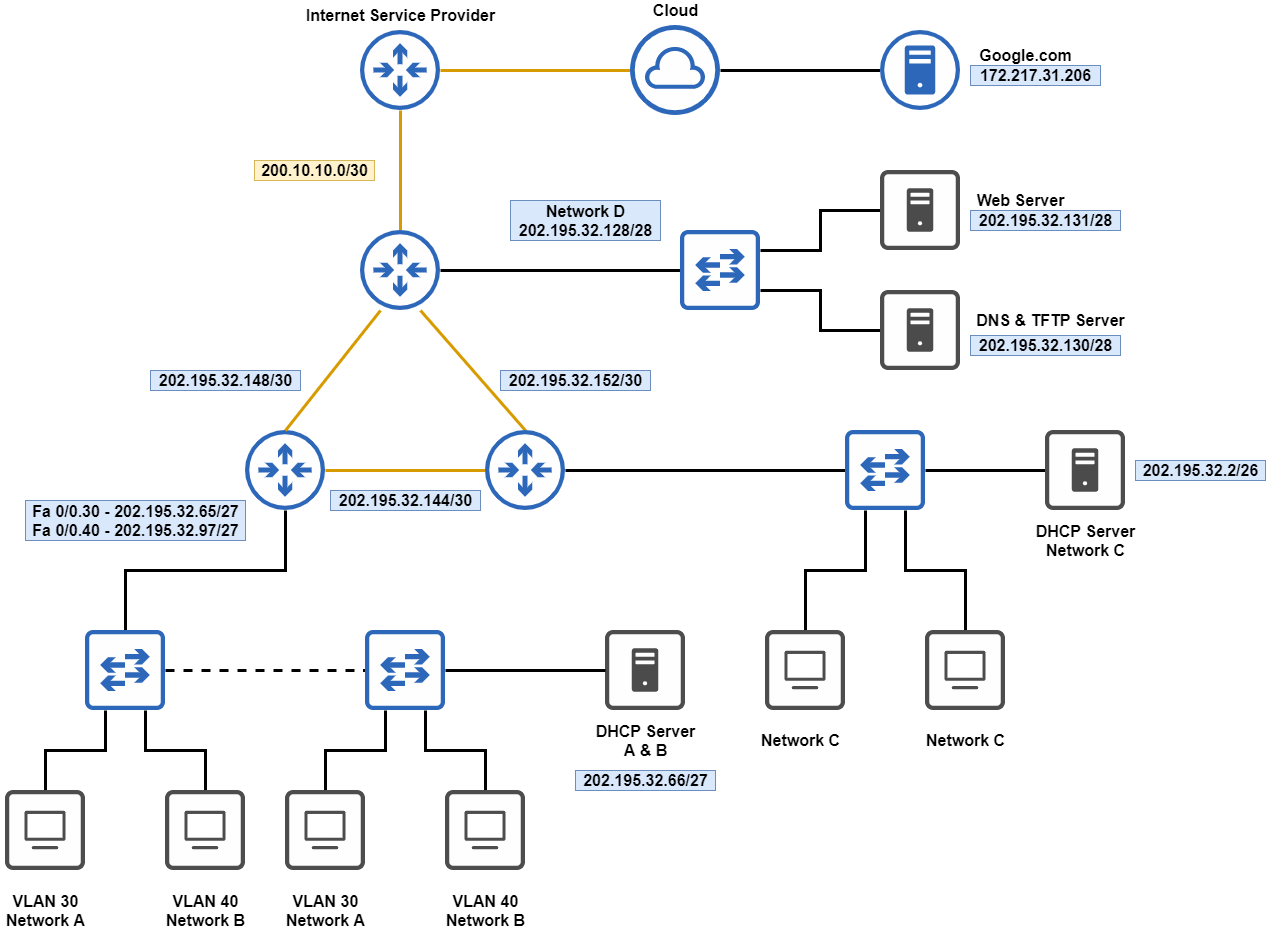 Internet Service Provider
Cloud
Google.com
172.217.31.206
200.10.10.0/30
Network D
202.195.32.128/28
Web Server
202.195.32.131/28
DNS & TFTP Server
202.195.32.130/28
202.195.32.148/30
202.195.32.152/30
202.195.32.2/26
202.195.32.144/30
Fa 0/0.30 - 202.195.32.65/27
Fa 0/0.40 - 202.195.32.97/27
DHCP Server
Network C
DHCP Server
A & B
202.195.32.66/27
Network C
Network C
VLAN 30
Network A
VLAN 40
Network B
VLAN 30
Network A
VLAN 40
Network B